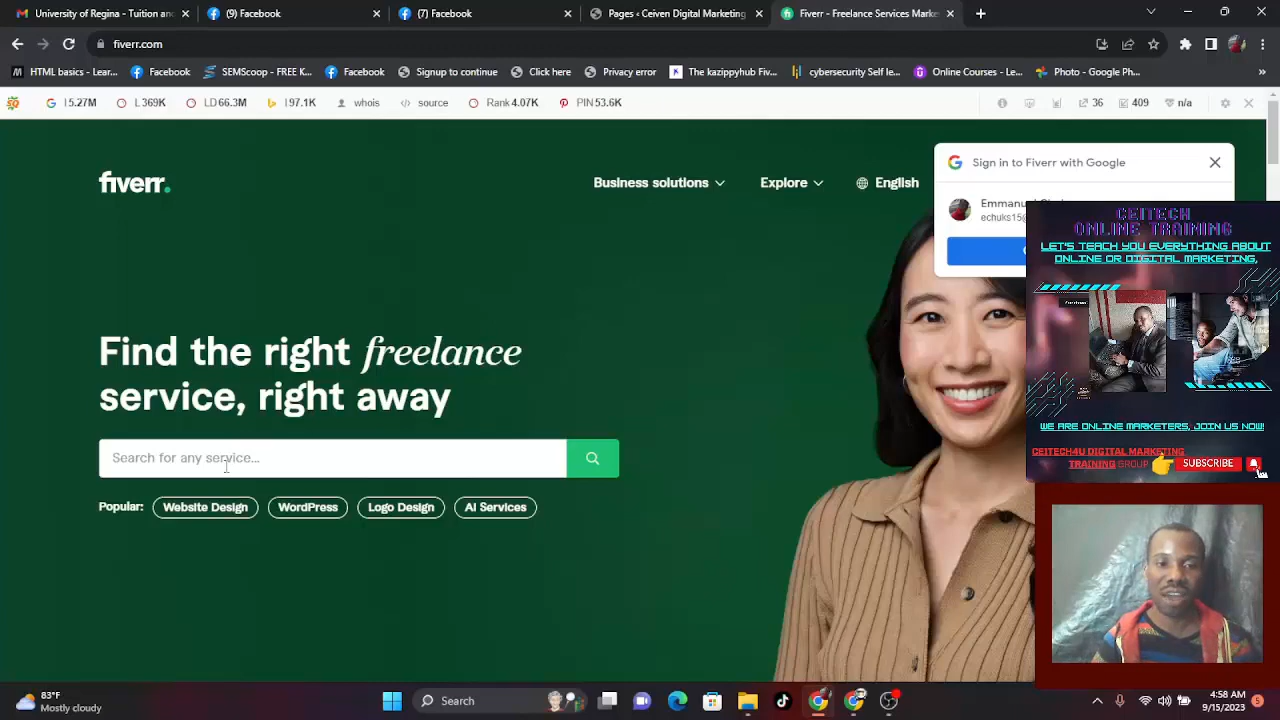 University of Regina - Tuition an
(9) Facebook
(7) Facebook
Pages ‹ Ceiven Digital Marketing
Fiverr - Freelance Services Marke
fiverr.com
HTML basics - Lear...
Facebook
SEMScoop - FREE K...
Facebook
Signup to continue
Click here
Privacy error
The kazippyhub Fiv...
cybersecurity Self le...
Online Courses - Le...
Photo - Google Ph...
I 5.27M
L 369K
LD 66.3M
I 97.1K
whois
source
Rank 4.07K
PIN 53.6K
36
409
n/a
fiverr.
Business solutions
Explore
English
Sign in to Fiverr with Google
echuks15@
CEITECH
ONLINE TRAINING
LET'S TEACH YOU EVERYTHING ABOUT
ONLINE OR DIGITAL MARKETING,
WE ARE ONLINE MARKETERS, JOIN US NOW!
CEITECH4U DIGITAL MARKETING
TRAINING GROUP
SUBSCRIBE
Find the right freelance
service, right away
Search for any service...
Popular:
Website Design
WordPress
Logo Design
AI Services
83°F
Mostly cloudy
Search
4:58 AM
9/15/2023
5